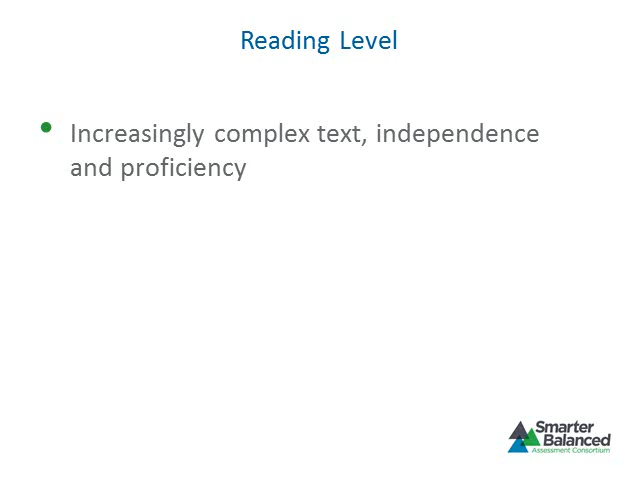 Reading Level
• Increasingly complex text, independence
and proficiency
Smarter
Balanced
Assessment Consortium